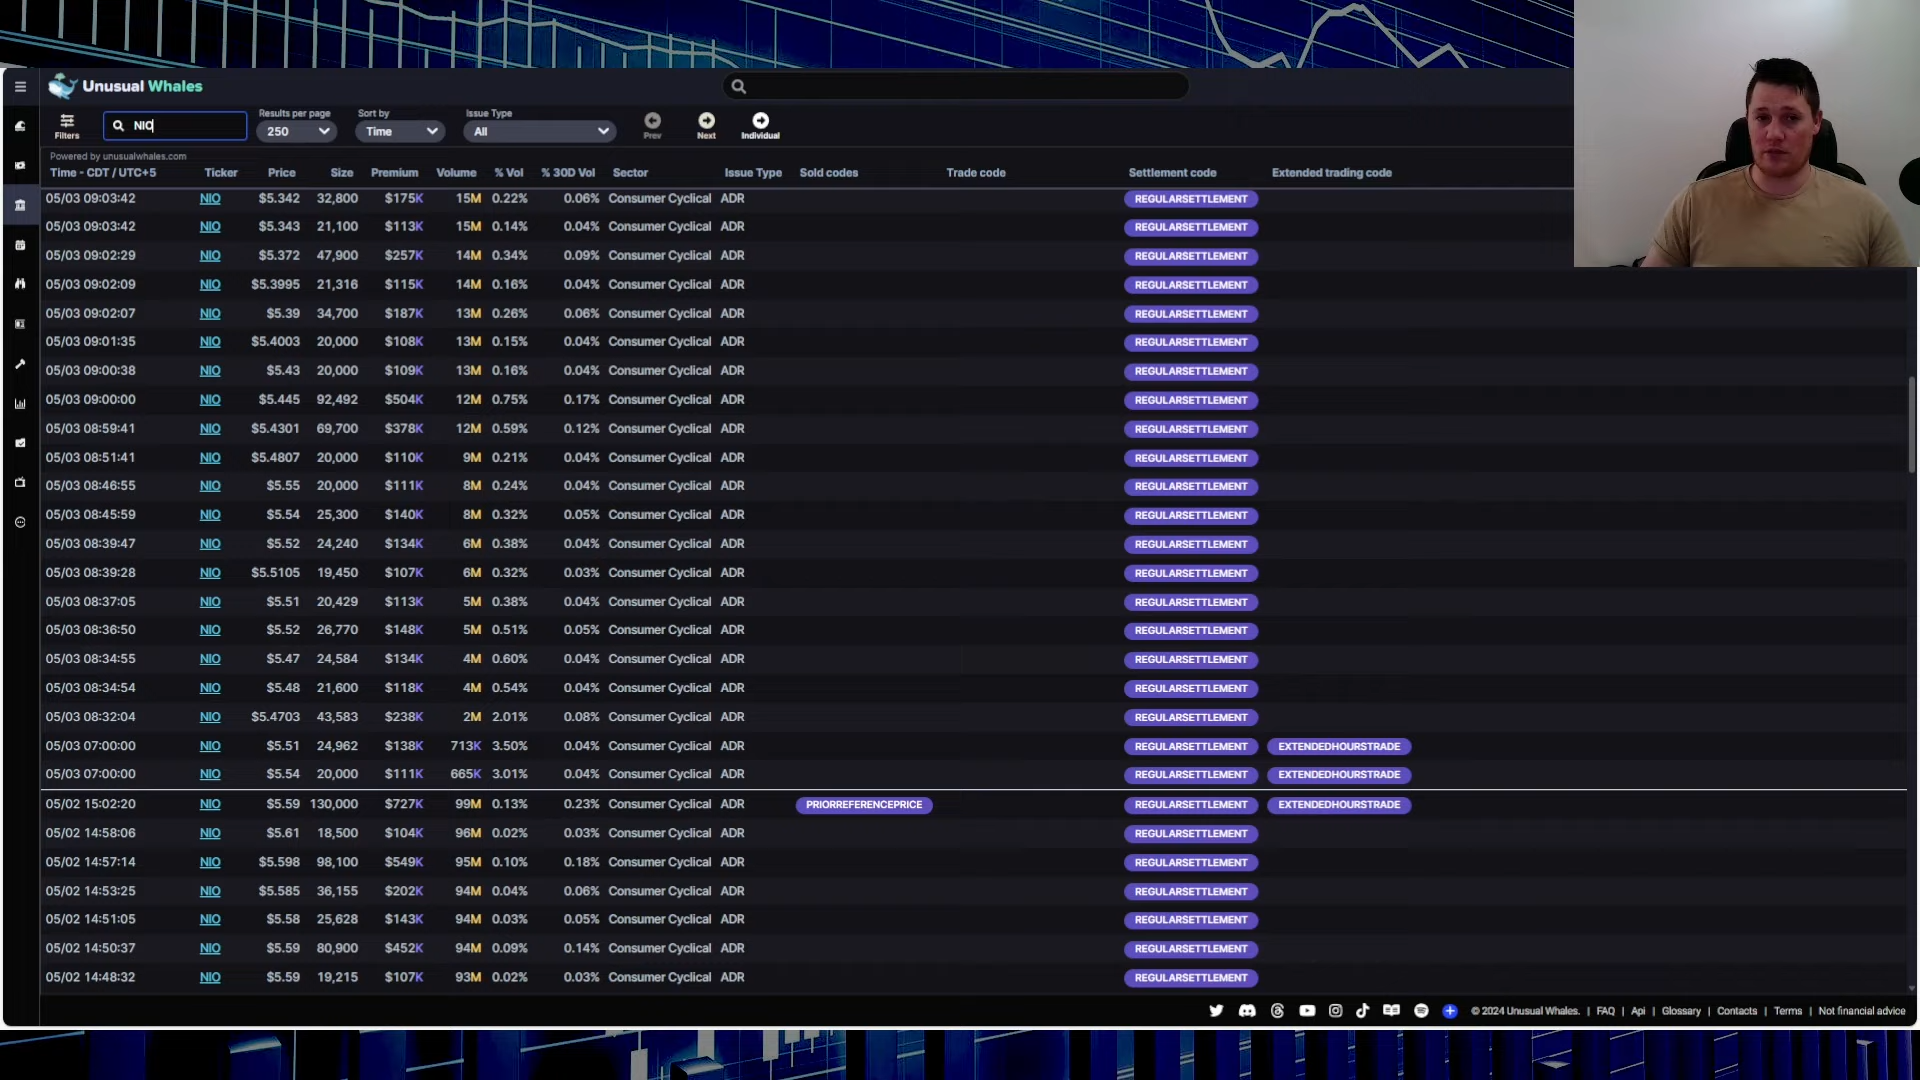 Unusual Whales
Filters
NIO
Results per page
250
Sort by
Time
Issue Type
All
Prev
Next
Individual
Powered by unusualwhales.com
Time - CDT / UTC+5 Ticker Price Size Premium Volume % Vol % 30D Vol Sector Issue Type Sold codes Trade code Settlement code Extended trading code
05/03 09:03:42 NIO $5.342 32,800 $175K 15M 0.22% 0.06% Consumer Cyclical ADR REGULARSETTLEMENT
05/03 09:03:42 NIO $5.343 21,100 $113K 15M 0.14% 0.04% Consumer Cyclical ADR REGULARSETTLEMENT
05/03 09:02:29 NIO $5.372 47,900 $257K 14M 0.34% 0.09% Consumer Cyclical ADR REGULARSETTLEMENT
05/03 09:02:09 NIO $5.3995 21,316 $115K 14M 0.16% 0.04% Consumer Cyclical ADR REGULARSETTLEMENT
05/03 09:02:07 NIO $5.39 34,700 $187K 13M 0.26% 0.06% Consumer Cyclical ADR REGULARSETTLEMENT
05/03 09:01:35 NIO $5.4003 20,000 $108K 13M 0.15% 0.04% Consumer Cyclical ADR REGULARSETTLEMENT
05/03 09:00:38 NIO $5.43 20,000 $109K 13M 0.16% 0.04% Consumer Cyclical ADR REGULARSETTLEMENT
05/03 09:00:00 NIO $5.445 92,492 $504K 12M 0.75% 0.17% Consumer Cyclical ADR REGULARSETTLEMENT
05/03 08:59:41 NIO $5.4301 69,700 $378K 12M 0.59% 0.12% Consumer Cyclical ADR REGULARSETTLEMENT
05/03 08:51:41 NIO $5.4807 20,000 $110K 9M 0.21% 0.04% Consumer Cyclical ADR REGULARSETTLEMENT
05/03 08:46:55 NIO $5.55 20,000 $111K 8M 0.24% 0.04% Consumer Cyclical ADR REGULARSETTLEMENT
05/03 08:45:59 NIO $5.54 25,300 $140K 8M 0.32% 0.05% Consumer Cyclical ADR REGULARSETTLEMENT
05/03 08:39:47 NIO $5.52 24,240 $134K 6M 0.38% 0.04% Consumer Cyclical ADR REGULARSETTLEMENT
05/03 08:39:28 NIO $5.5105 19,450 $107K 6M 0.32% 0.03% Consumer Cyclical ADR REGULARSETTLEMENT
05/03 08:37:05 NIO $5.51 20,429 $113K 5M 0.38% 0.04% Consumer Cyclical ADR REGULARSETTLEMENT
05/03 08:36:50 NIO $5.52 26,770 $148K 5M 0.51% 0.05% Consumer Cyclical ADR REGULARSETTLEMENT
05/03 08:34:55 NIO $5.47 24,584 $134K 4M 0.60% 0.04% Consumer Cyclical ADR REGULARSETTLEMENT
05/03 08:34:54 NIO $5.48 21,600 $118K 4M 0.54% 0.04% Consumer Cyclical ADR REGULARSETTLEMENT
05/03 08:32:04 NIO $5.4703 43,583 $238K 2M 2.01% 0.08% Consumer Cyclical ADR REGULARSETTLEMENT
05/03 07:00:00 NIO $5.51 24,962 $138K 713K 3.50% 0.04% Consumer Cyclical ADR REGULARSETTLEMENT EXTENDEDHOURSTRADE
05/03 07:00:00 NIO $5.54 20,000 $111K 665K 3.01% 0.04% Consumer Cyclical ADR REGULARSETTLEMENT EXTENDEDHOURSTRADE
05/02 15:02:20 NIO $5.59 130,000 $727K 99M 0.13% 0.23% Consumer Cyclical ADR PRIORREFERENCEPRICE REGULARSETTLEMENT EXTENDEDHOURSTRADE
05/02 14:58:06 NIO $5.61 18,500 $104K 96M 0.02% 0.03% Consumer Cyclical ADR REGULARSETTLEMENT
05/02 14:57:14 NIO $5.598 98,100 $549K 95M 0.10% 0.18% Consumer Cyclical ADR REGULARSETTLEMENT
05/02 14:53:25 NIO $5.585 36,155 $202K 94M 0.04% 0.06% Consumer Cyclical ADR REGULARSETTLEMENT
05/02 14:51:05 NIO $5.58 25,628 $143K 94M 0.03% 0.05% Consumer Cyclical ADR REGULARSETTLEMENT
05/02 14:50:37 NIO $5.59 80,900 $452K 94M 0.09% 0.14% Consumer Cyclical ADR REGULARSETTLEMENT
05/02 14:48:32 NIO $5.59 19,215 $107K 93M 0.02% 0.03% Consumer Cyclical ADR REGULARSETTLEMENT
© 2024 Unusual Whales. | FAQ | Api | Glossary | Contacts | Terms | Not financial advice